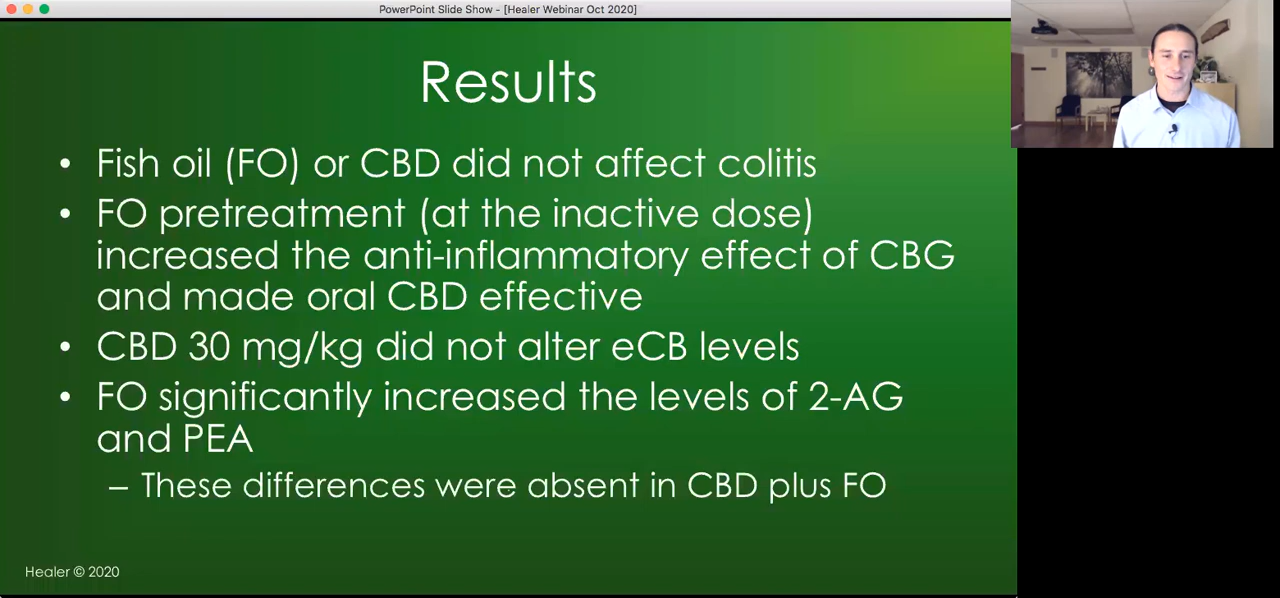 PowerPoint Slide Show - [Healer Webinar Oct 2020]
Results
• Fish oil (FO) or CBD did not affect colitis
• FO pretreatment (at the inactive dose)
increased the anti-inflammatory effect of CBG
and made oral CBD effective
• CBD 30 mg/kg did not alter eCB levels
• FO significantly increased the levels of 2-AG
and PEA
– These differences were absent in CBD plus FO
Healer © 2020